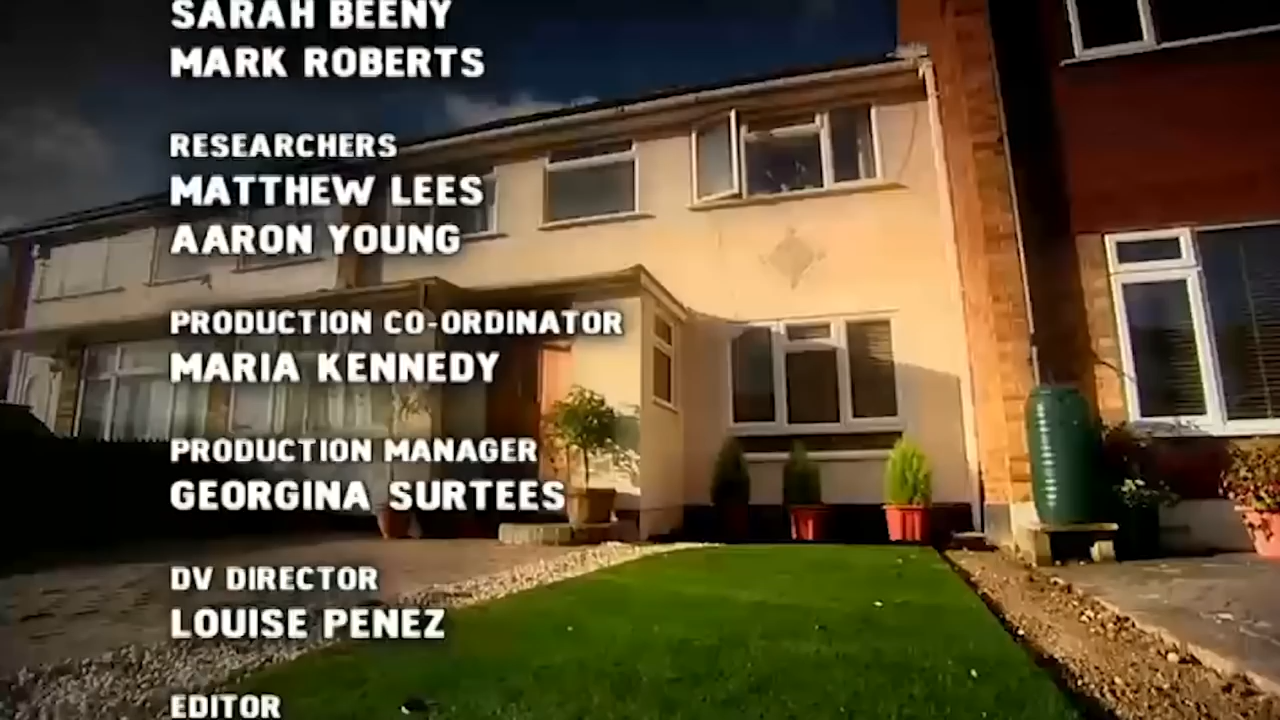 SARAH BEENY
MARK ROBERTS
RESEARCHERS
MATTHEW LEES
AARON YOUNG
PRODUCTION CO-ORDINATOR
MARIA KENNEDY
PRODUCTION MANAGER
GEORGINA SURTEES
DV DIRECTOR
LOUISE PENEZ
EDITOR